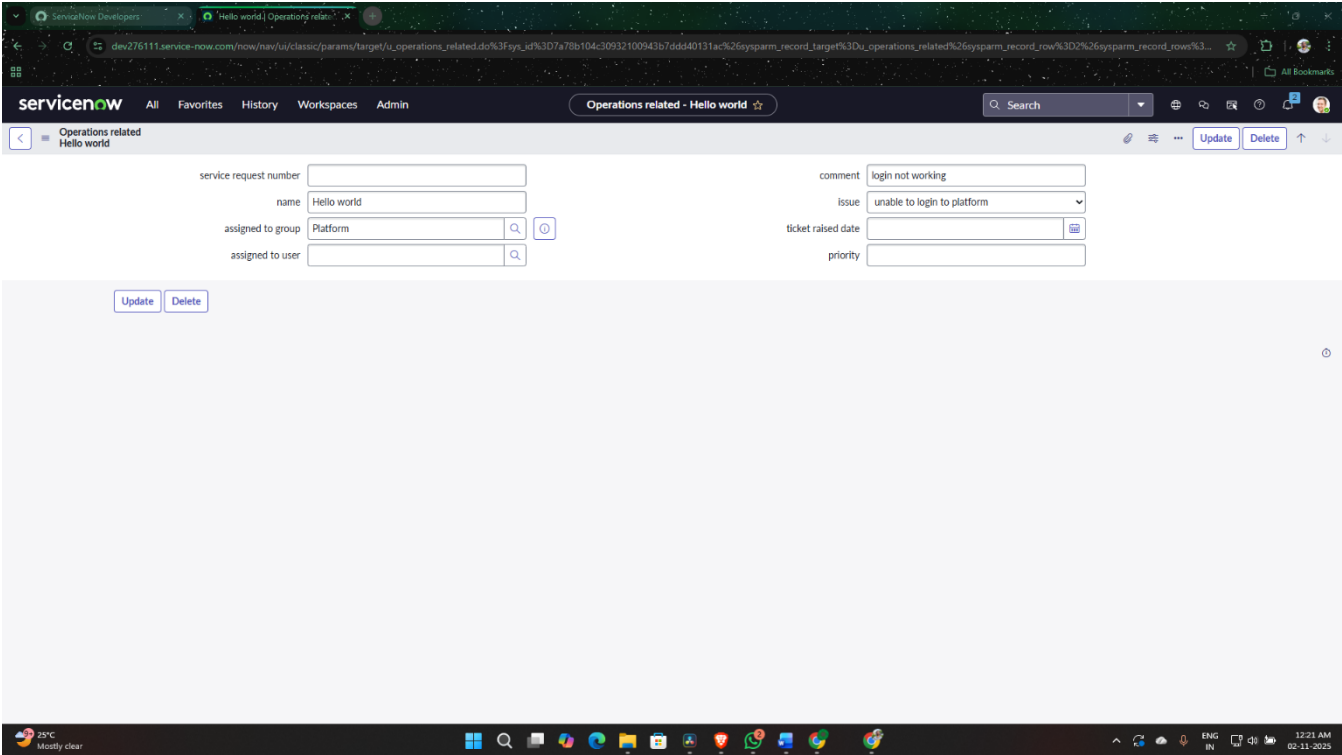 ServiceNow Developers
Hello world | Operations relate
dev276111.service-now.com/now/nav/ui/classic/params/target/u_operations_related.do%3Fsys_id%3D7a78b104c30932100943b7ddd40131ac%26sysparm_record_target%3Du_operations_related%26sysparm_record_row%3D2%26sysparm_record_rows%3...
All Bookmarks
servicenow All Favorites History Workspaces Admin Operations related - Hello world Search 2
Operations related
Hello world
Update Delete
service request number
comment login not working
name Hello world
issue unable to login to platform
assigned to group Platform
ticket raised date
assigned to user
priority
Update Delete
25°C
Mostly clear
2
ENG
IN
12:21 AM
02-11-2025